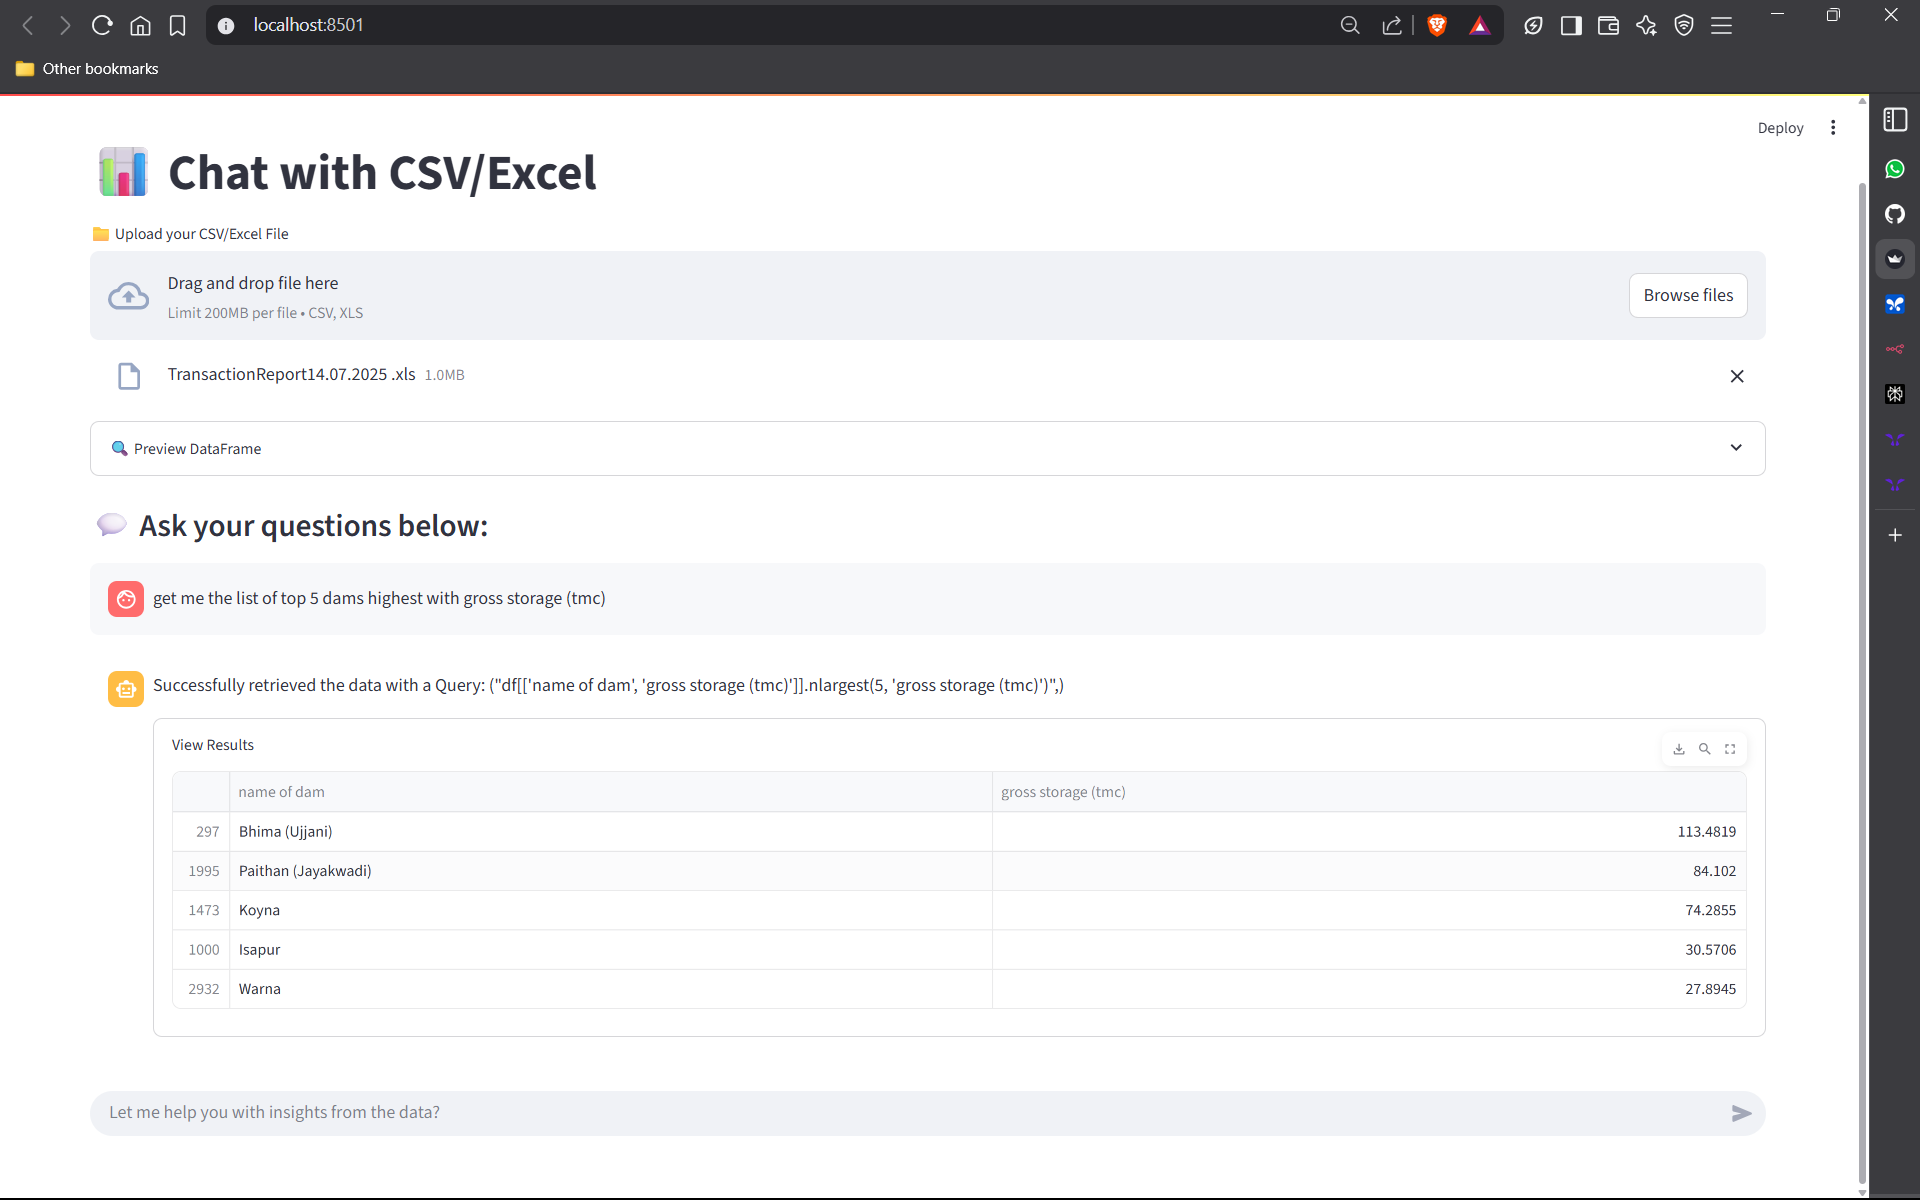 localhost:8501
Other bookmarks
Deploy
Chat with CSV/Excel
Upload your CSV/Excel File
Drag and drop file here
Limit 200MB per file • CSV, XLS
Browse files
TransactionReport14.07.2025 .xls 1.0MB
Preview DataFrame
Ask your questions below:
get me the list of top 5 dams highest with gross storage (tmc)
Successfully retrieved the data with a Query: ("df[['name of dam', 'gross storage (tmc)']].nlargest(5, 'gross storage (tmc)')",)
View Results
name of dam gross storage (tmc)
297 Bhima (Ujjani) 113.4819
1995 Paithan (Jayakwadi) 84.102
1473 Koyna 74.2855
1000 Isapur 30.5706
2932 Warna 27.8945
Let me help you with insights from the data?